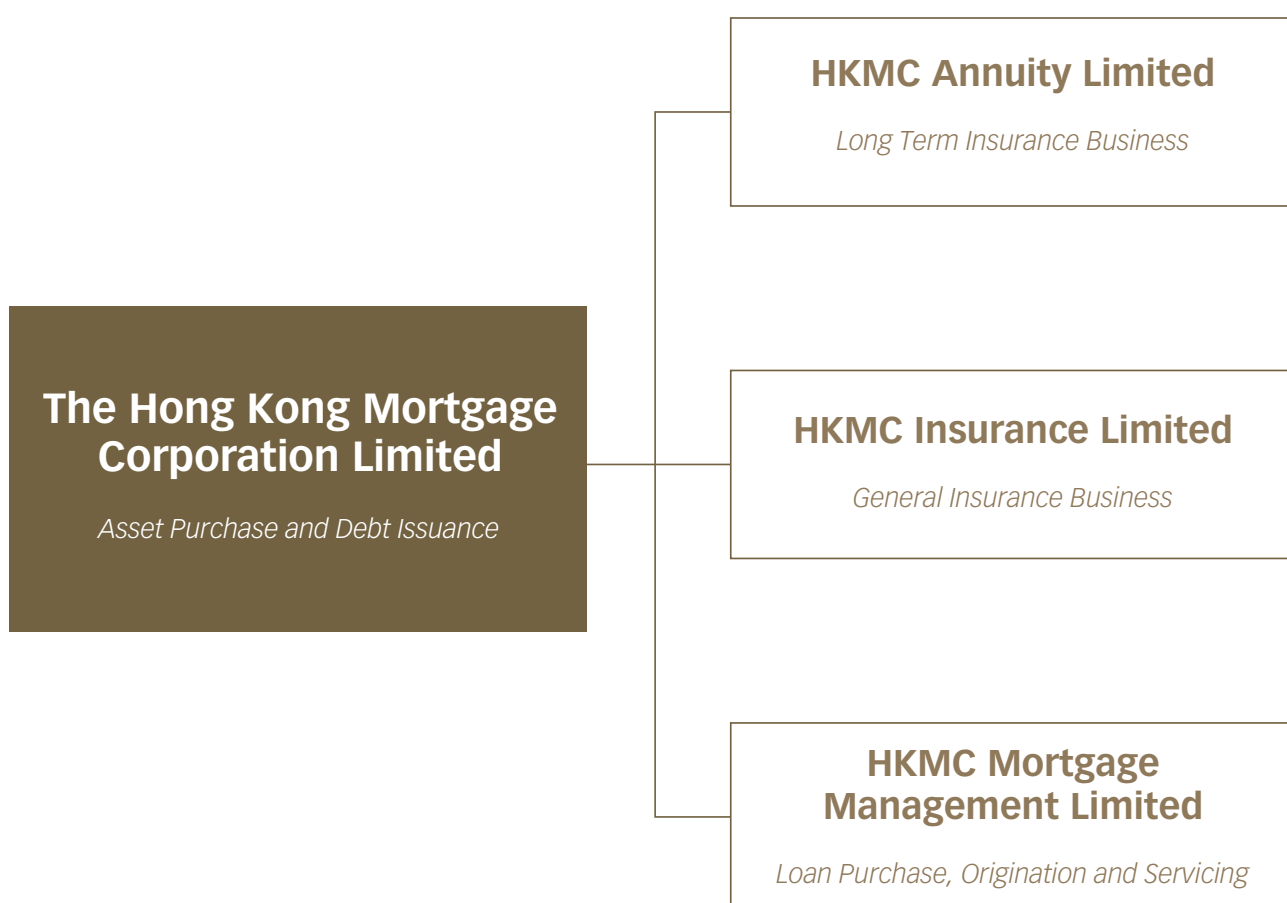 HKMC Annuity Limited
Long Term Insurance Business
The Hong Kong Mortgage
Corporation Limited
Asset Purchase and Debt Issuance
HKMC Insurance Limited
General Insurance Business
HKMC Mortgage
Management Limited
Loan Purchase, Origination and Servicing